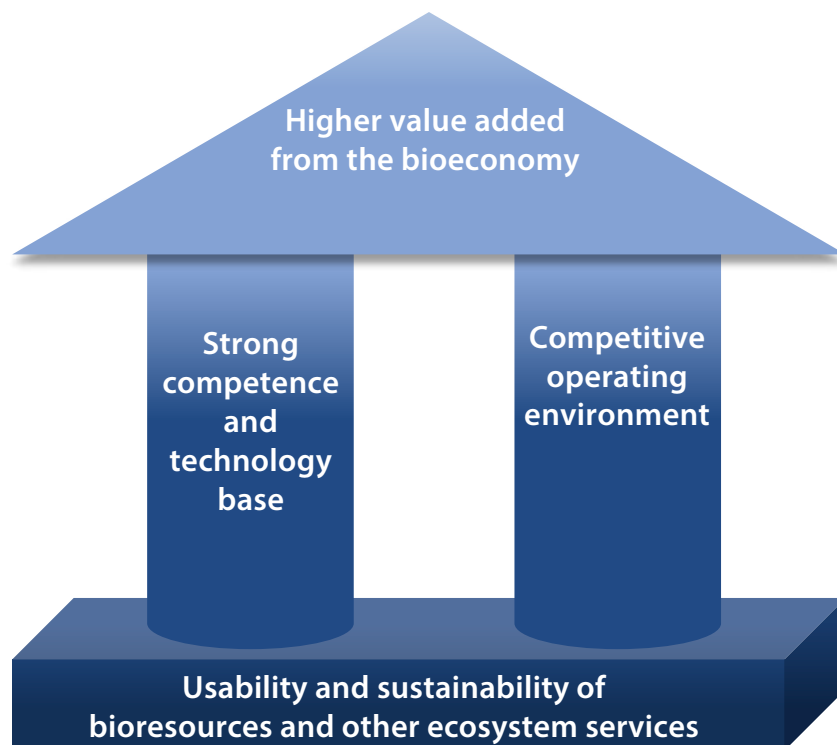 Higher value added
from the bioeconomy
Strong
competence
and
technology
base
Competitive
operating
environment
Usability and sustainability of
bioresources and other ecosystem services